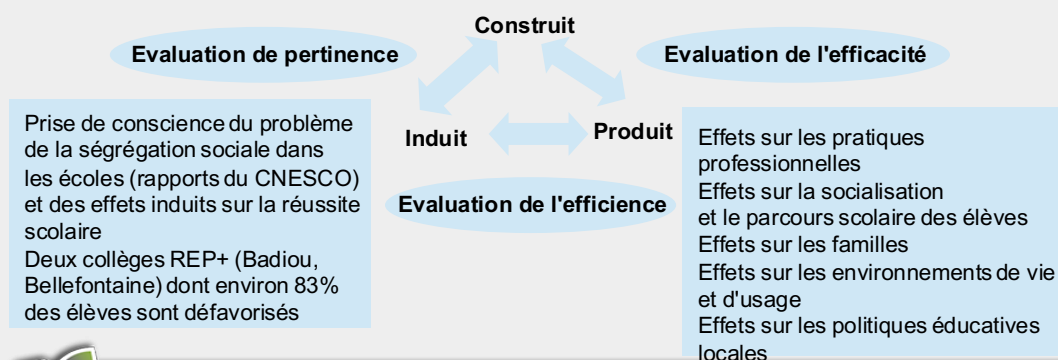 Construit
Evaluation de pertinence
Evaluation de l'efficacité
Induit
Produit
Evaluation de l'efficience
Prise de conscience du problème
de la ségrégation sociale dans
les écoles (rapports du CNESCO)
et des effets induits sur la réussite
scolaire
Deux collèges REP+ (Badiou,
Bellefontaine) dont environ 83%
des élèves sont défavorisés
Effets sur les pratiques
professionnelles
Effets sur la socialisation
et le parcours scolaire des élèves
Effets sur les familles
Effets sur les environnements de vie
et d'usage
Effets sur les politiques éducatives
locales